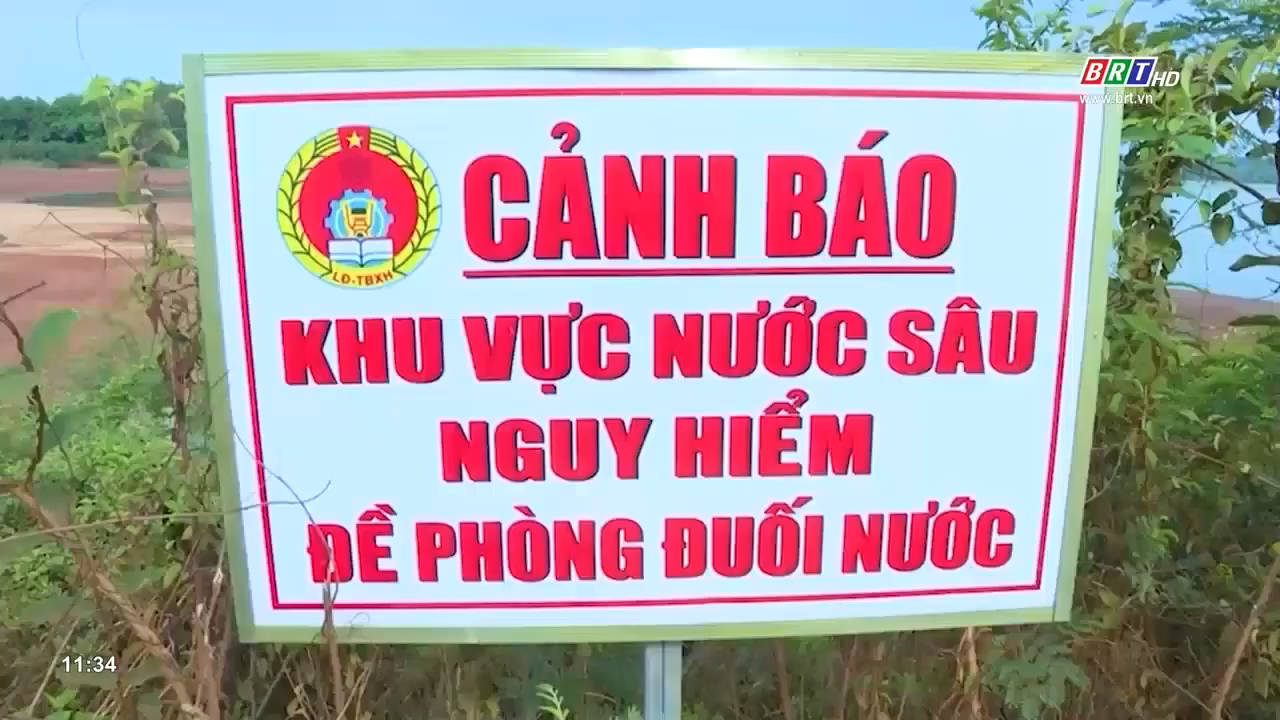 BRT HD
www.brt.vn
CẢNH BÁO
LĐ-TBXH
KHU VỰC NƯỚC SÂU
NGUY HIỂM
ĐỀ PHÒNG ĐUỐI NƯỚC
11:34